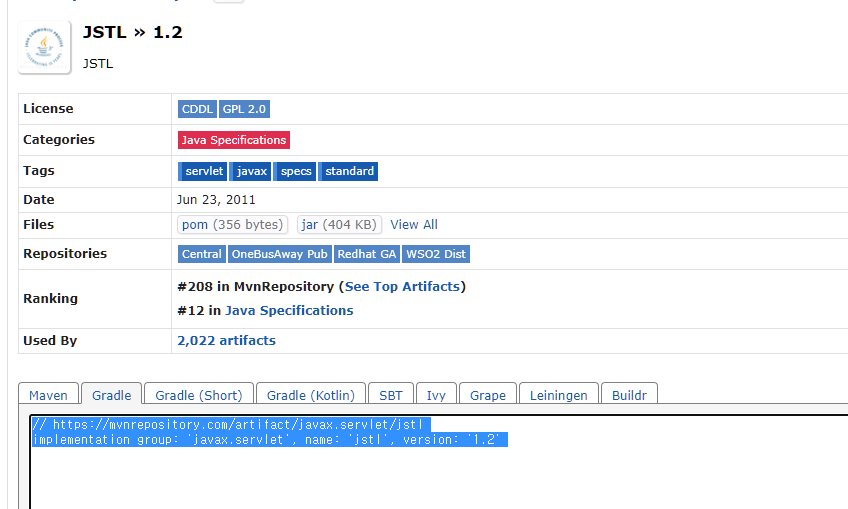 JSTL » 1.2
JSTL
License CDDL GPL 2.0
Categories Java Specifications
Tags servlet javax specs standard
Date Jun 23, 2011
Files pom (356 bytes) jar (404 KB) View All
Repositories Central OneBusAway Pub Redhat GA WSO2 Dist
Ranking #208 in MvnRepository (See Top Artifacts)
#12 in Java Specifications
Used By 2,022 artifacts
Maven Gradle Gradle (Short) Gradle (Kotlin) SBT Ivy Grape Leiningen Buildr
// https://mvnrepository.com/artifact/javax.servlet/jstl
implementation group: 'javax.servlet', name: 'jstl', version: '1.2'